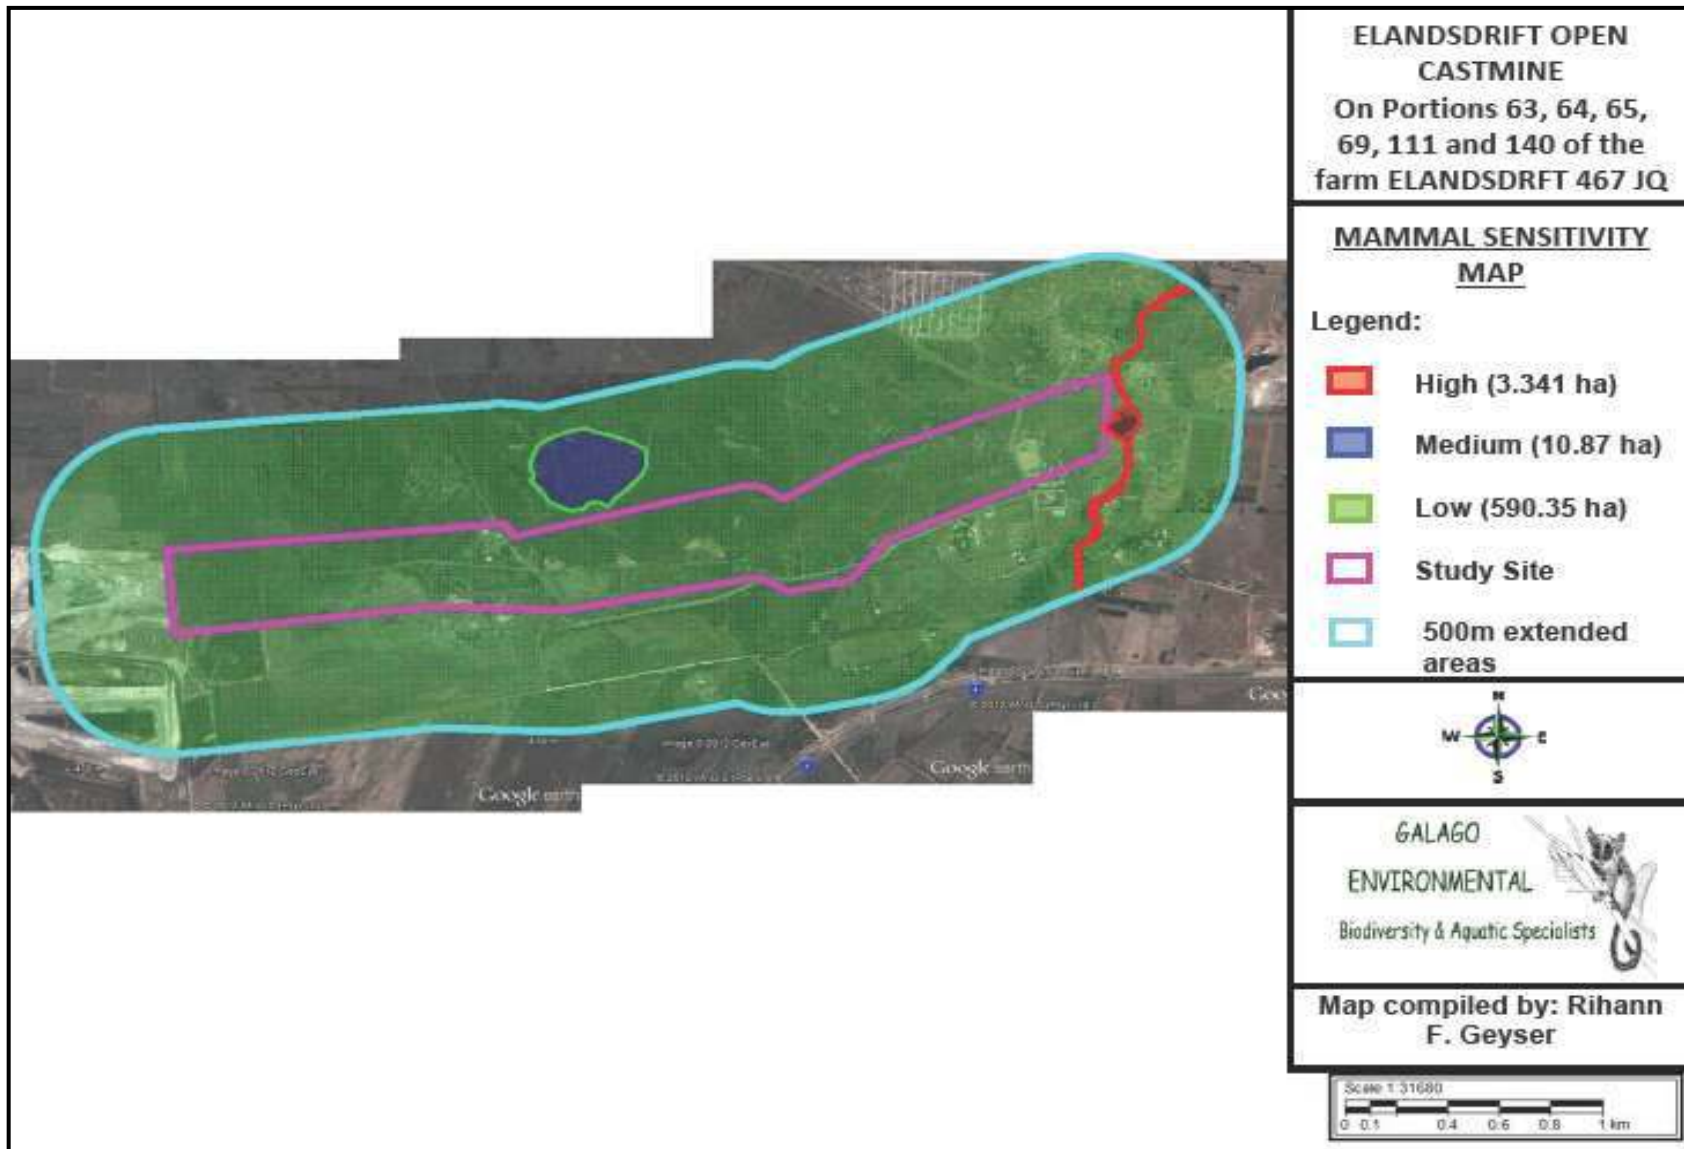 ELANDSDRIFT OPEN
CASTMINE
On Portions 63, 64, 65,
69, 111 and 140 of the
farm ELANDSDRFT 467 JQ
MAMMAL SENSITIVITY
MAP
Legend:
High (3.341 ha)
Medium (10.87 ha)
Low (590.35 ha)
Study Site
500m extended
areas
N
W E
S
GALAGO
ENVIRONMENTAL
Biodiversity & Aquatic Specialists
Map compiled by: Rihann
F. Geyser
Scale 1:31680
0 0.1 0.4 0.6 0.8 1 km
Goo
Google earth
Google earth